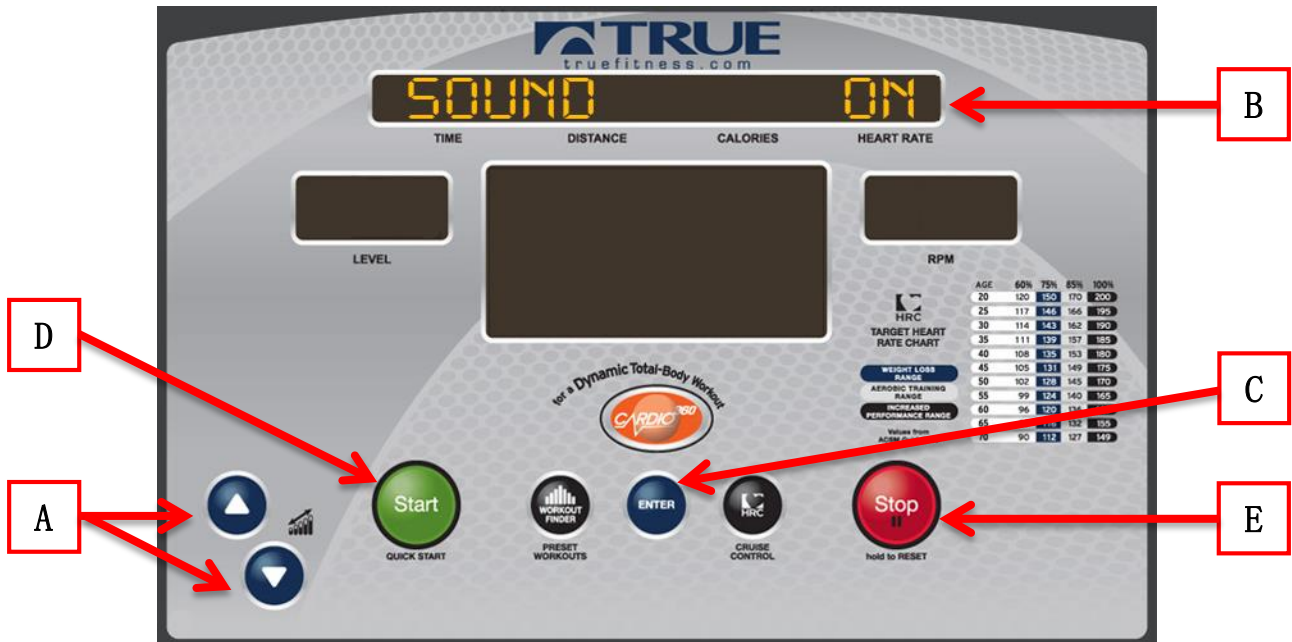 TRUE
truefitness.com
SOUND ON
B
TIME DISTANCE CALORIES HEART RATE
LEVEL
RPM
D
HRC
TARGET HEART
RATE CHART
WEIGHT LOSS
RANGE
AEROBIC TRAINING
RANGE
INCREASED
PERFORMANCE RANGE
Values from
AGE 60% 75% 85% 100%
20 120 150 170 200
25 117 146 166 195
30 114 143 162 190
35 111 139 157 185
40 108 135 153 180
45 105 131 149 175
50 102 128 145 170
55 99 124 140 165
60 96 120
65 132 155
70 90 112 127 149
C
for a Dynamic Total-Body Workout
CARDIO 360
A
Start
QUICK START
WORKOUT
FINDER
PRESET
WORKOUTS
ENTER
HRC
CRUISE
CONTROL
Stop
hold to RESET
E